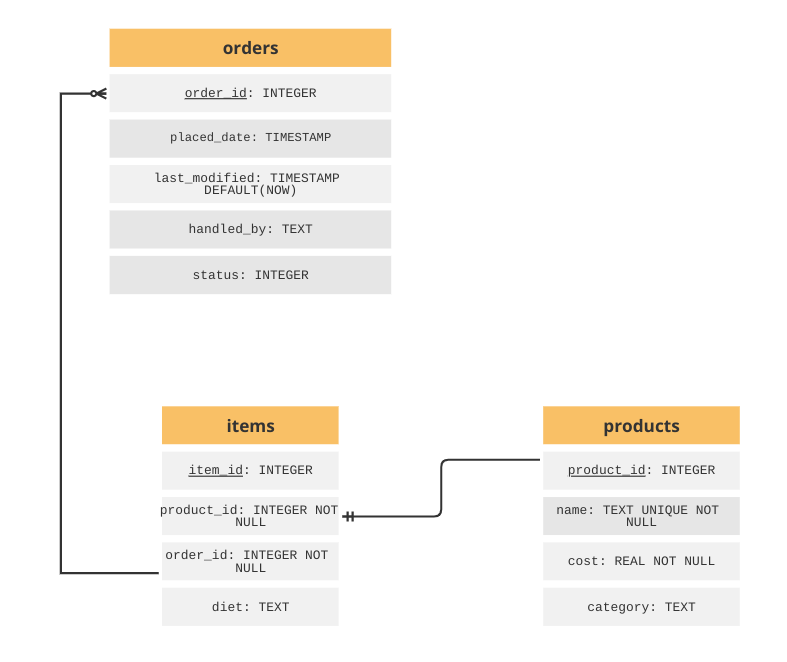 orders
order_id: INTEGER
placed_date: TIMESTAMP
last_modified: TIMESTAMP
DEFAULT(NOW)
handled_by: TEXT
status: INTEGER
items
item_id: INTEGER
product_id: INTEGER NOT
NULL
order_id: INTEGER NOT
NULL
diet: TEXT
products
product_id: INTEGER
name: TEXT UNIQUE NOT
NULL
cost: REAL NOT NULL
category: TEXT